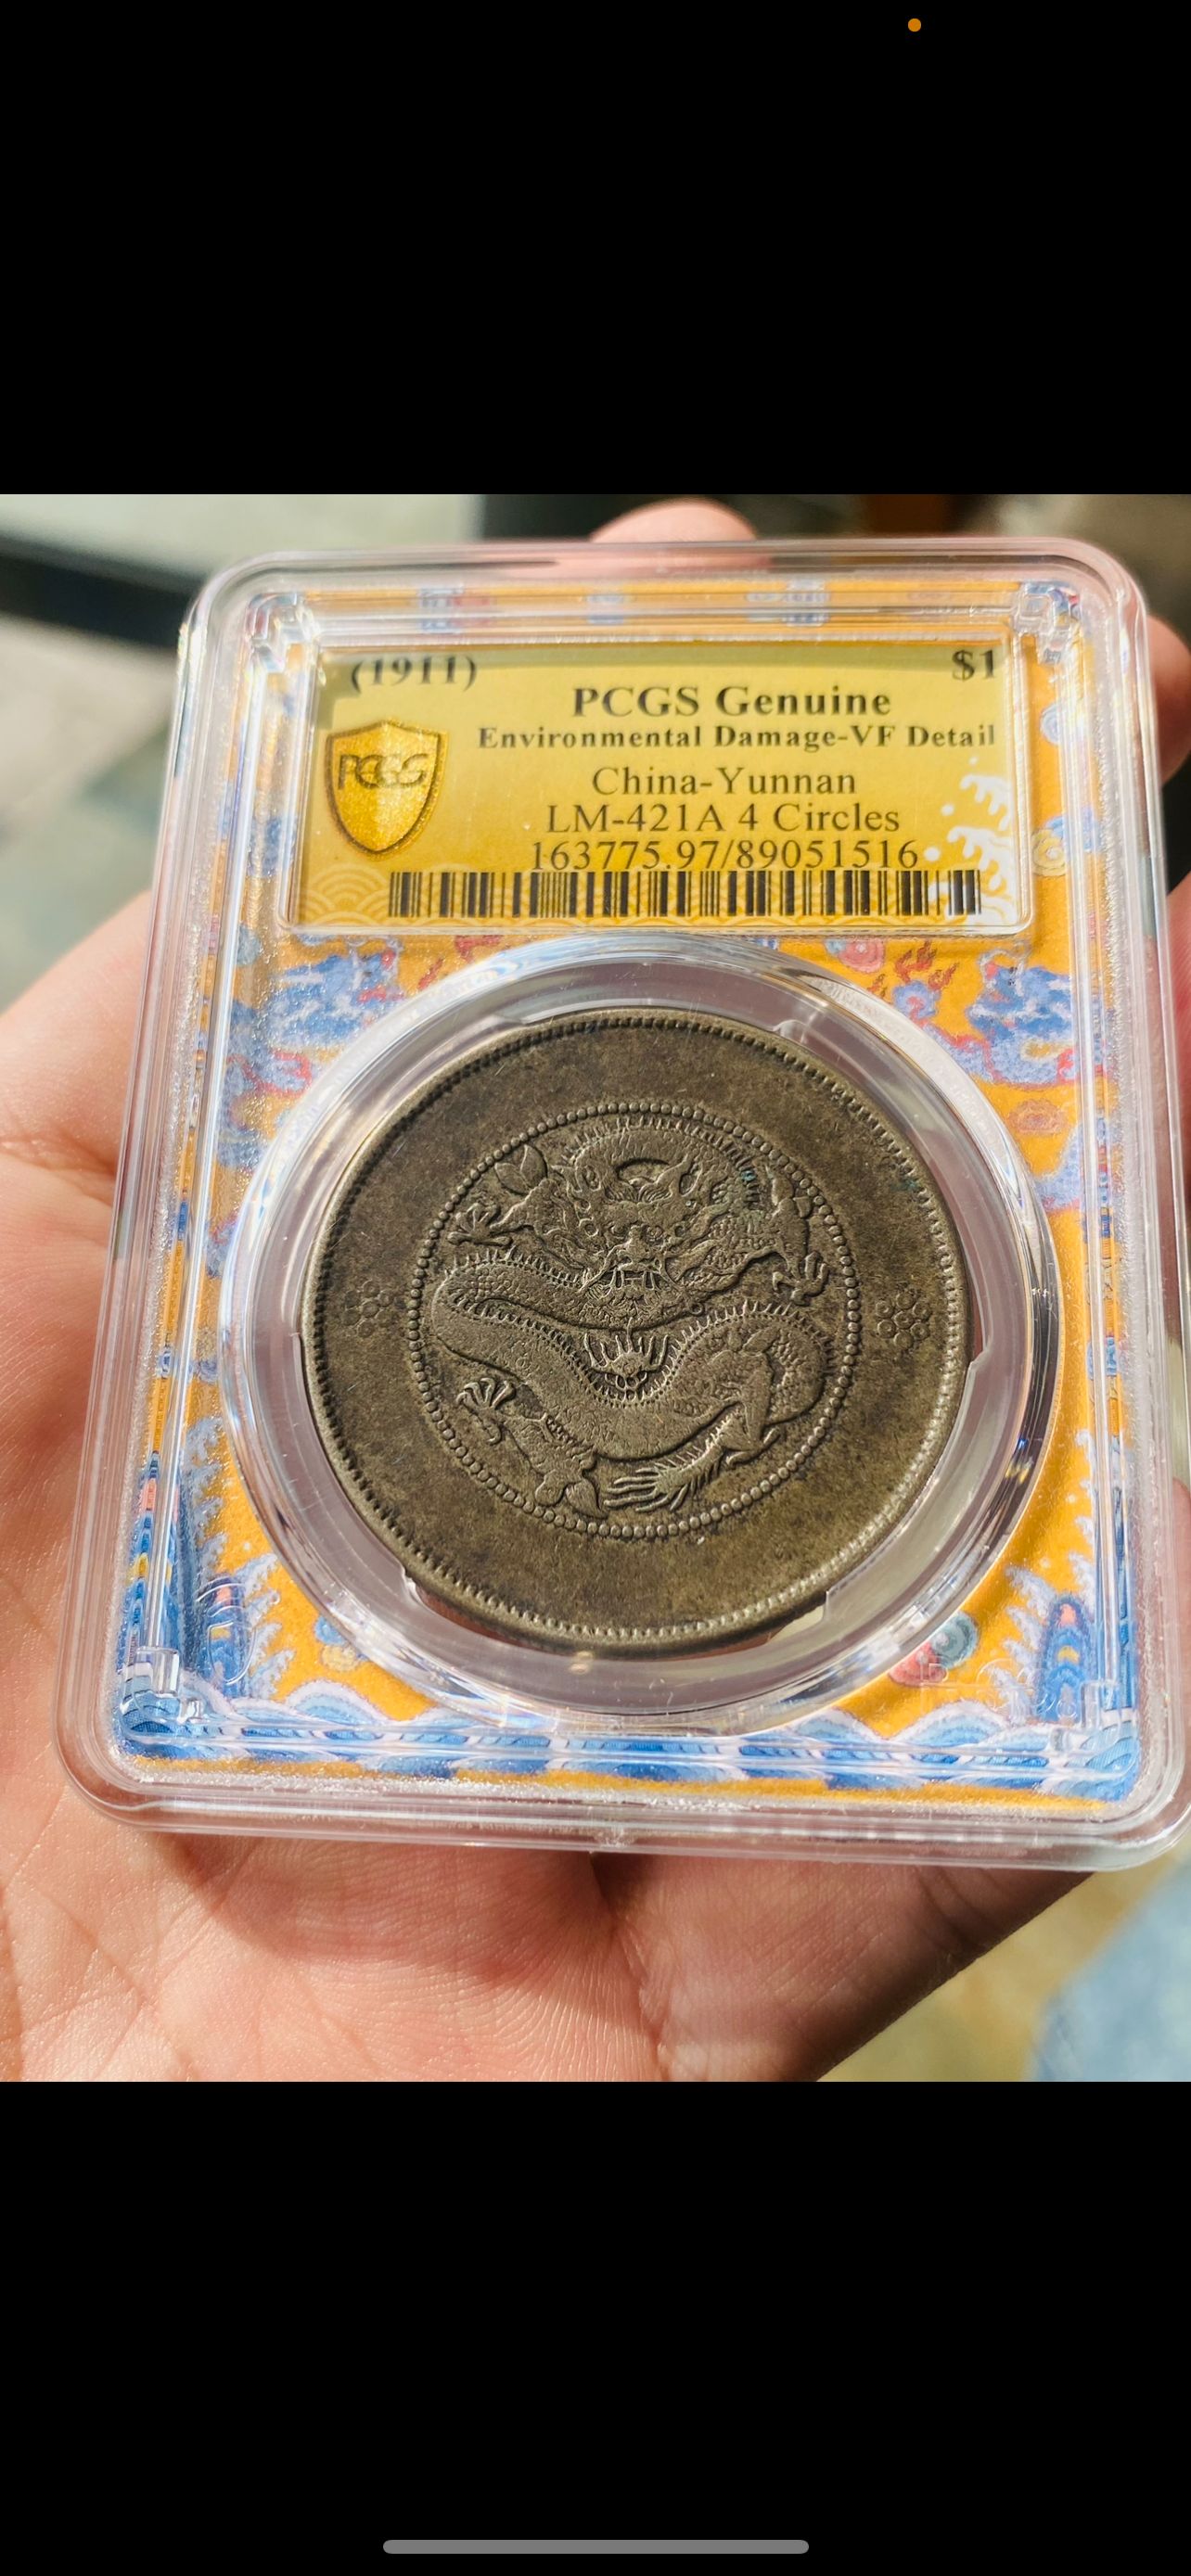 (1911) $1
PCGS Genuine
Environmental Damage-VF Detail
PCGS
China-Yunnan
LM-421A 4 Circles
163775.97/89051516